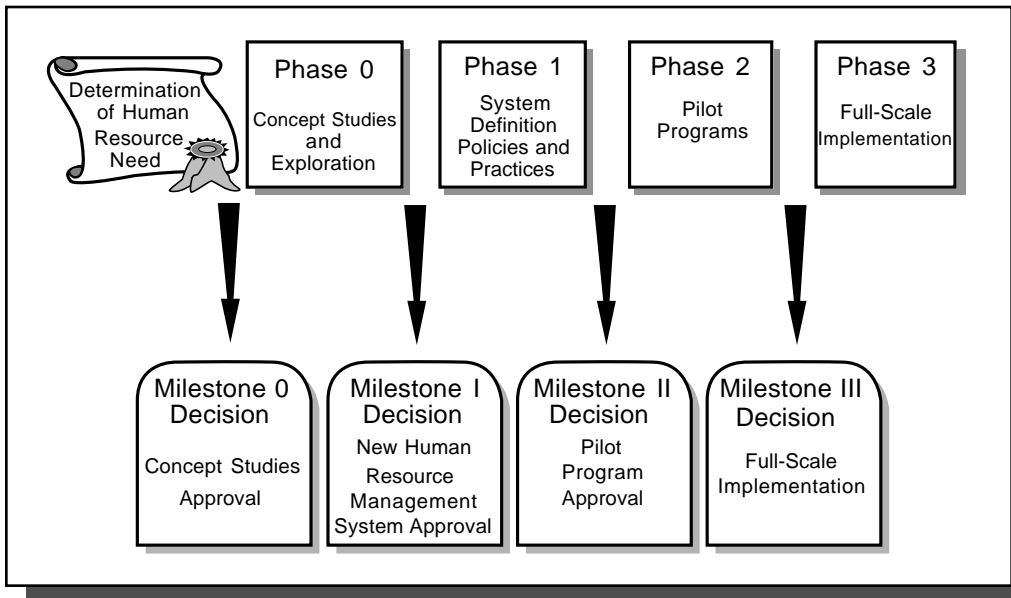 Determination
of Human
Resource
Need
Phase 0
Concept Studies
and
Exploration
Phase 1
System
Definition
Policies and
Practices
Phase 2
Pilot
Programs
Phase 3
Full-Scale
Implementation
Milestone 0
Decision
Concept Studies
Approval
Milestone I
Decision
New Human
Resource
Management
System Approval
Milestone II
Decision
Pilot
Program
Approval
Milestone III
Decision
Full-Scale
Implementation